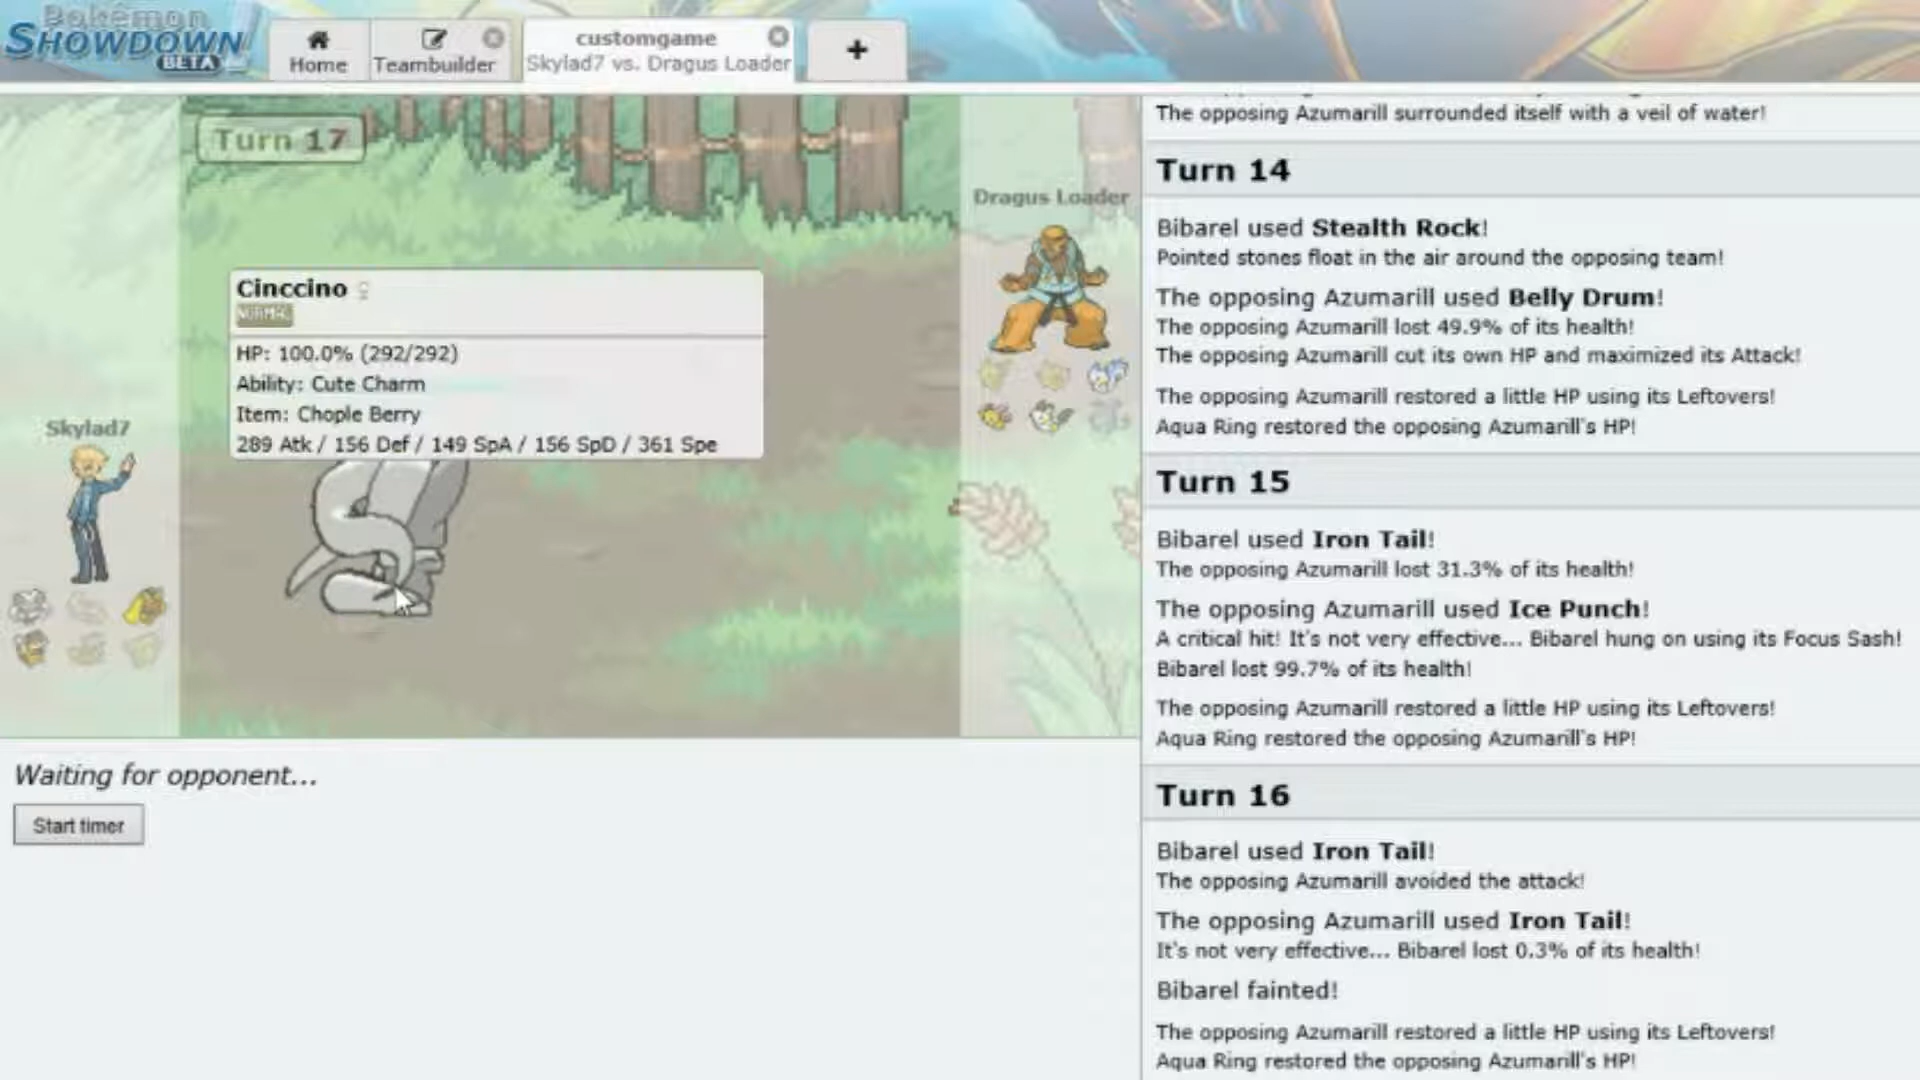 Pokémon
SHOWDOWN!
BETA
Home
Teambuilder
customgame
Skylad7 vs. Dragus Loader
+
Turn 17
Dragus Loader
Cinccino ♀
NORMAL
HP: 100.0% (292/292)
Ability: Cute Charm
Item: Chople Berry
289 Atk / 156 Def / 149 SpA / 156 SpD / 361 Spe
Skylad7
Waiting for opponent...
Start timer
The opposing Azumarill surrounded itself with a veil of water!
Turn 14
Bibarel used Stealth Rock!
Pointed stones float in the air around the opposing team!
The opposing Azumarill used Belly Drum!
The opposing Azumarill lost 49.9% of its health!
The opposing Azumarill cut its own HP and maximized its Attack!
The opposing Azumarill restored a little HP using its Leftovers!
Aqua Ring restored the opposing Azumarill's HP!
Turn 15
Bibarel used Iron Tail!
The opposing Azumarill lost 31.3% of its health!
The opposing Azumarill used Ice Punch!
A critical hit! It's not very effective... Bibarel hung on using its Focus Sash!
Bibarel lost 99.7% of its health!
The opposing Azumarill restored a little HP using its Leftovers!
Aqua Ring restored the opposing Azumarill's HP!
Turn 16
Bibarel used Iron Tail!
The opposing Azumarill avoided the attack!
The opposing Azumarill used Iron Tail!
It's not very effective... Bibarel lost 0.3% of its health!
Bibarel fainted!
The opposing Azumarill restored a little HP using its Leftovers!
Aqua Ring restored the opposing Azumarill's HP!